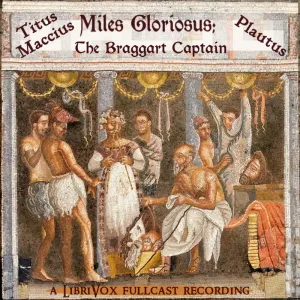 Titus
Maccius
Miles Gloriosus;
The Braggart Captain
Plautus
A LibriVox Fullcast Recording